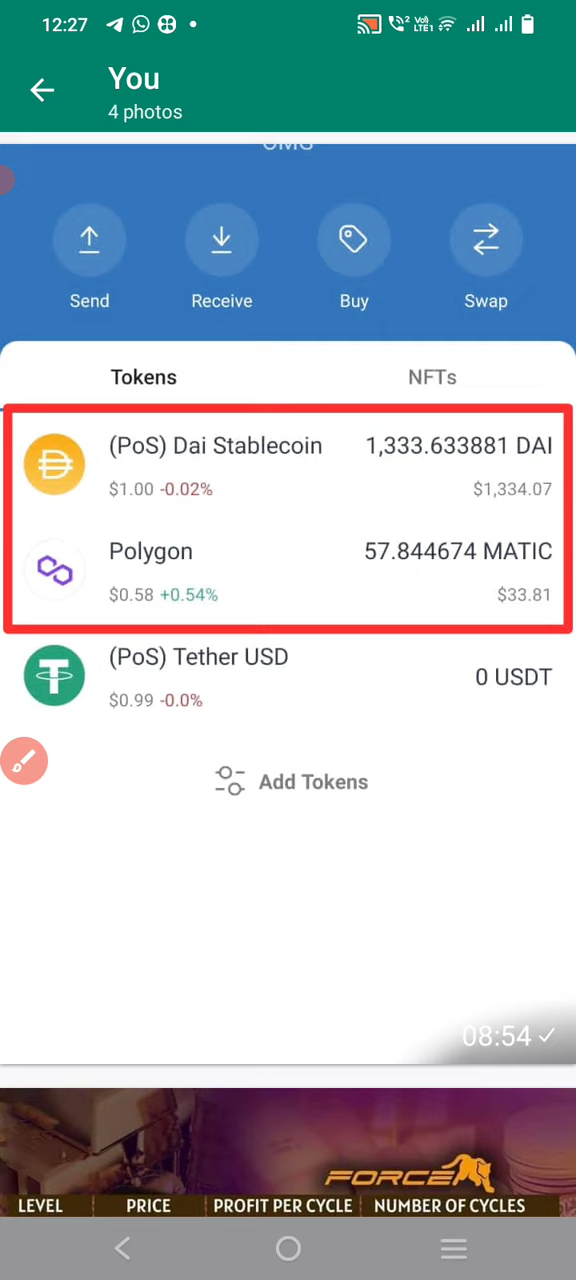 12:27
You
4 photos
Send Receive Buy Swap
Tokens NFTs
(PoS) Dai Stablecoin 1,333.633881 DAI
$1.00 -0.02% $1,334.07
Polygon 57.844674 MATIC
$0.58 +0.54% $33.81
(PoS) Tether USD
0 USDT
$0.99 -0.0%
Add Tokens
08:54
FORCE
LEVEL PRICE PROFIT PER CYCLE NUMBER OF CYCLES